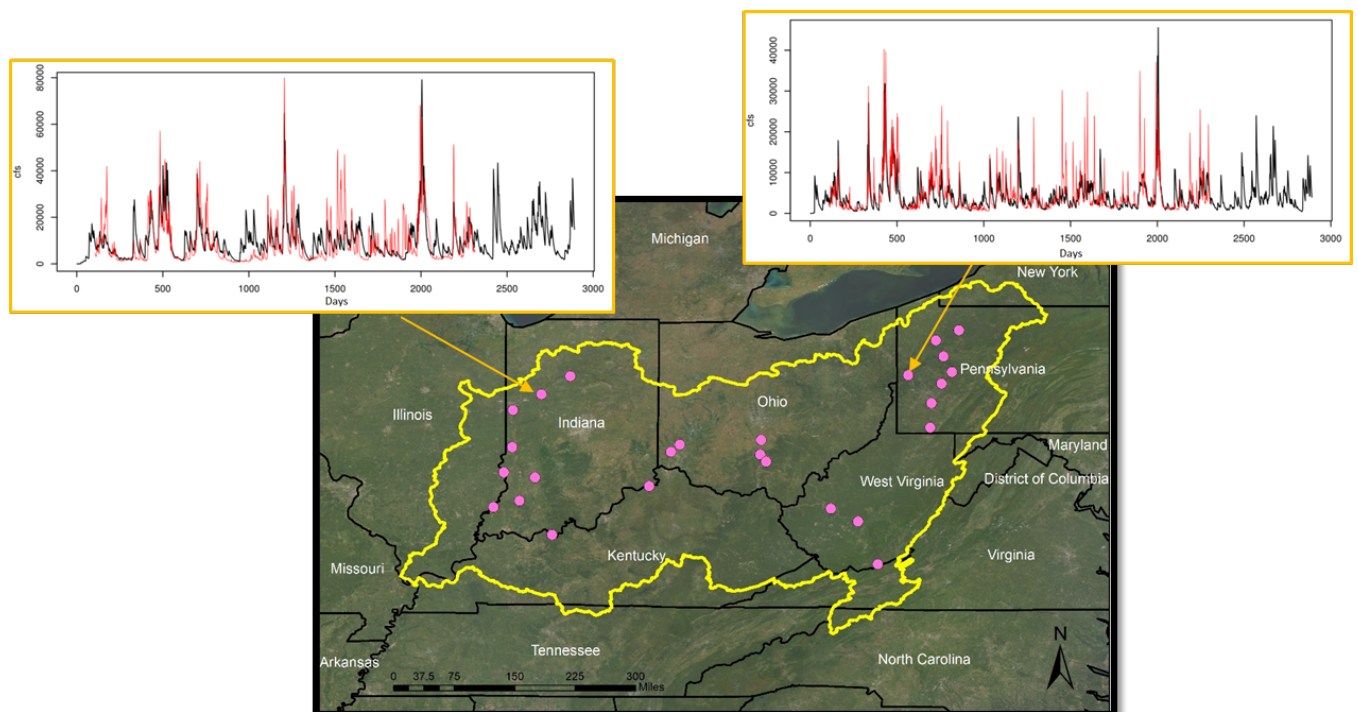 80000
60000
40000
20000
0
cfs
0 500 1000 1500 2000 2500 3000
Days
40000
30000
20000
10000
0
cfs
0 500 1000 1500 2000 2500 3000
Days
Michigan
New York
Pennsylvania
Illinois
Indiana
Ohio
Maryland
West Virginia
District of Columbia
Kentucky
Virginia
Missouri
Tennessee
North Carolina
Arkansas
N
0 37.5 75 150 225 300
Miles